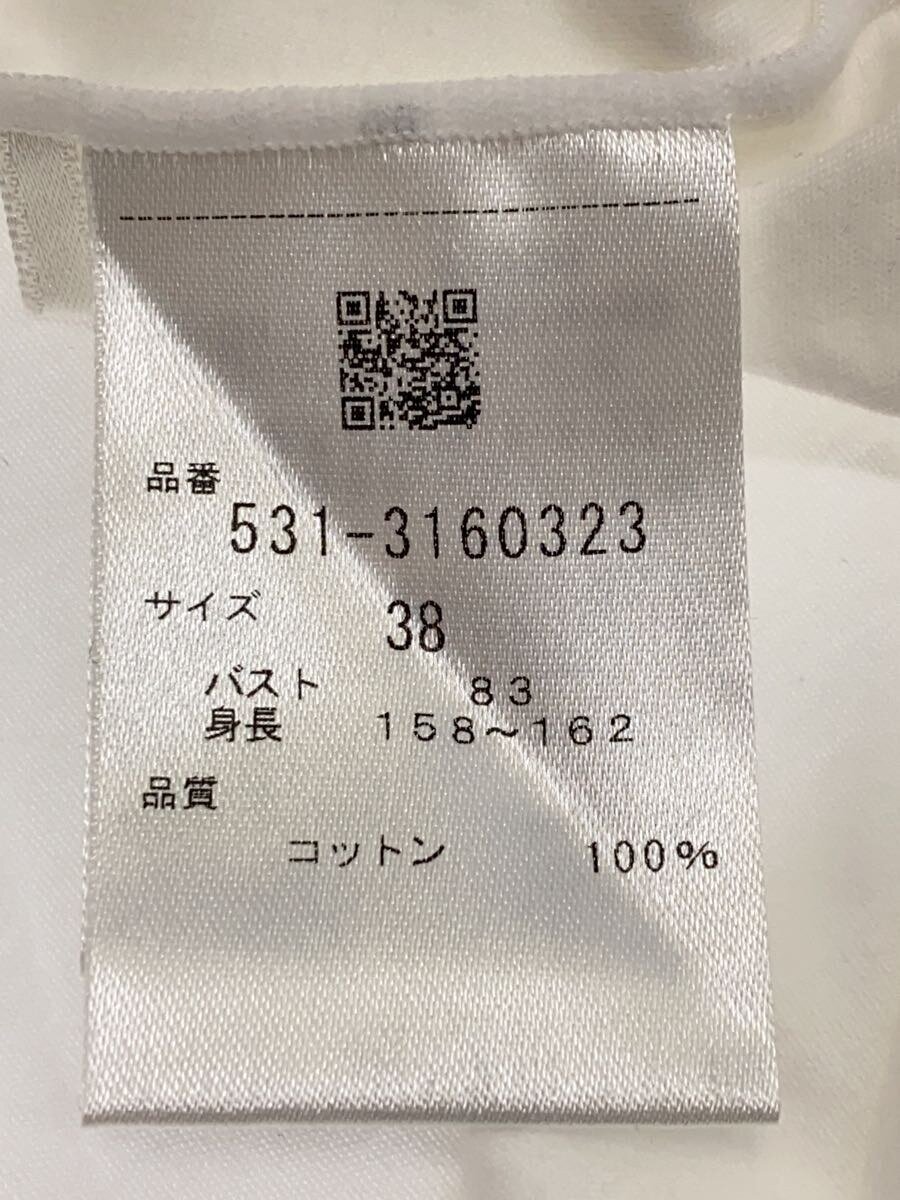 品番
531-3160323
サイズ 38
バスト 83
身長 158～162
品質
コットン 100%